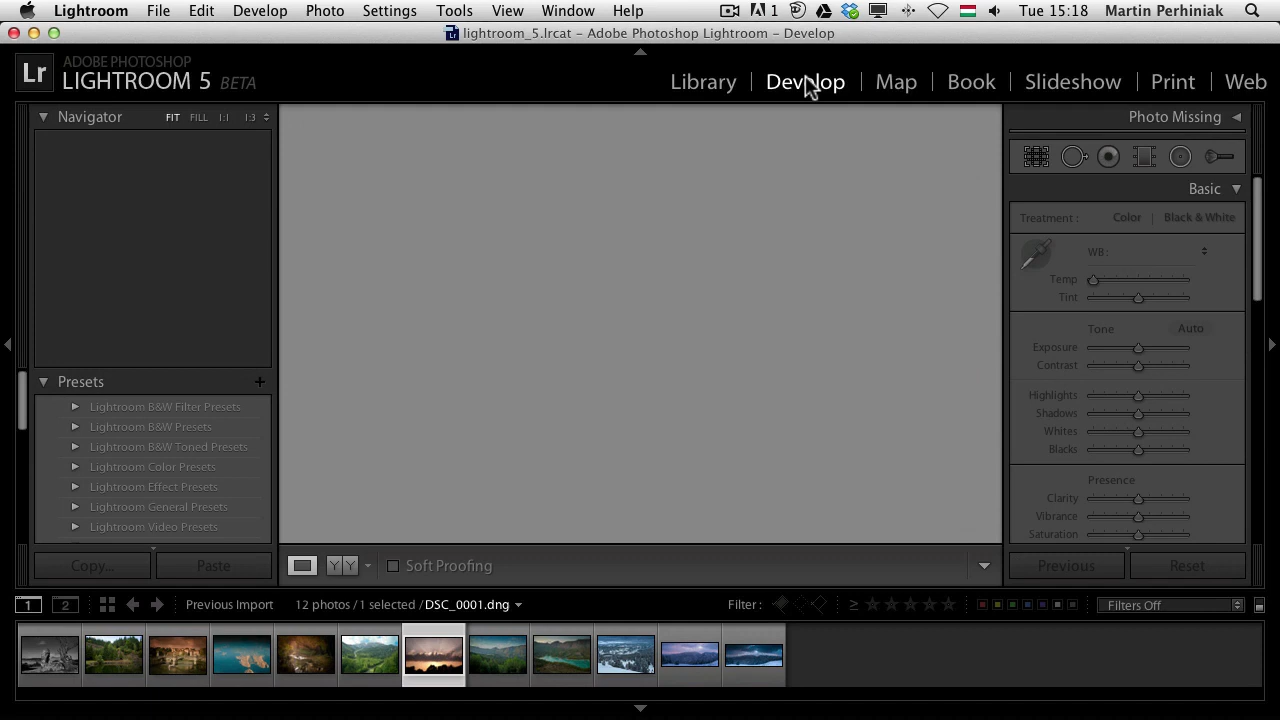 Lightroom File Edit Develop Photo Settings Tools View Window Help 1 Tue 15:18 Martin Perhiniak
Lr lightroom_5.lrcat – Adobe Photoshop Lightroom – Develop
Lr ADOBE PHOTOSHOP
LIGHTROOM 5 BETA
Library | Develop | Map | Book | Slideshow | Print | Web
Navigator FIT FILL 1:1 1:3
Photo Missing
Basic
Treatment : Color | Black & White
WB:
Temp
Tint
Tone Auto
Exposure
Contrast
Highlights
Shadows
Whites
Blacks
Presence
Clarity
Vibrance
Saturation
Presets +
Lightroom B&W Filter Presets
Lightroom B&W Presets
Lightroom B&W Toned Presets
Lightroom Color Presets
Lightroom Effect Presets
Lightroom General Presets
Lightroom Video Presets
Copy... Paste
Y Y Soft Proofing
Previous Reset
1 2 Previous Import 12 photos / 1 selected / DSC_0001.dng Filter : ≥ Filters Off